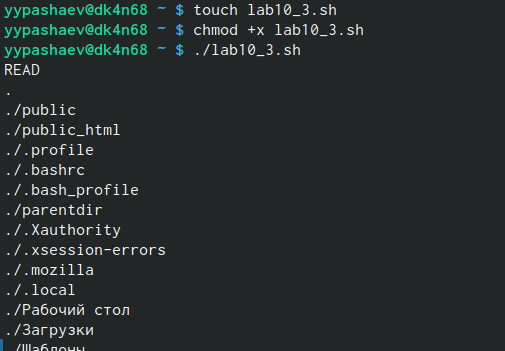 yypashaev@dk4n68 ~ $ touch lab10_3.sh
yypashaev@dk4n68 ~ $ chmod +x lab10_3.sh
yypashaev@dk4n68 ~ $ ./lab10_3.sh
READ
.
./public
./public_html
./.profile
./.bashrc
./.bash_profile
./parentdir
./.Xauthority
./.xsession-errors
./.mozilla
./.local
./Рабочий стол
./Загрузки
./Шаблоны